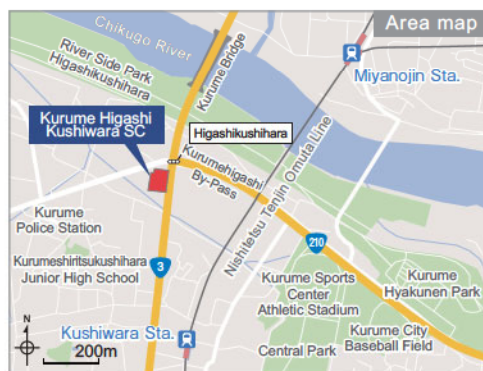 Area map
Chikugo River
River Side Park
Higashikushihara
Kurume Bridge
Miyanojin Sta.
Kurume Higashi
Kushiwara SC
Higashikushihara
Kurumehigashi
By-Pass
Nishitetsu Tenjin Omuta Line
Kurume
Police Station
Kurumeshiritsukushihara
Junior High School
3
210
Kurume Sports
Center
Athletic Stadium
Kurume
Hyakunen Park
Kurume City
Baseball Field
Central Park
Kushiwara Sta.
N
200m